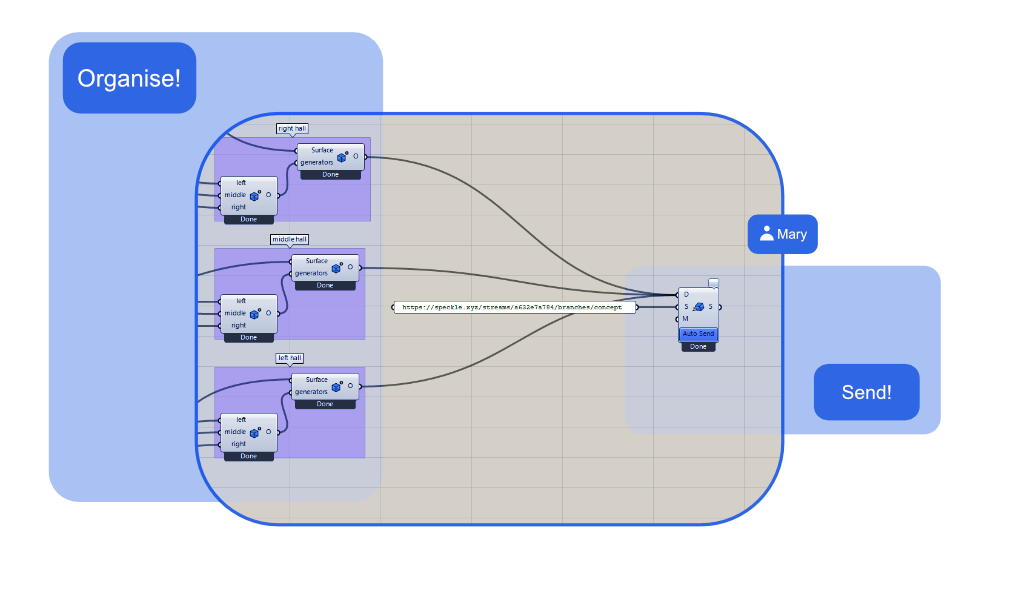 Organise!
right hall
Surface
generators
O
Done
left
middle
O
right
Done
middle hall
Surface
generators
O
Done
left
middle
O
right
Done
left hall
Surface
generators
O
Done
left
middle
O
right
Done
https://speckle.xyz/streams/a632e7a784/branches/concept
Mary
D
S S
M
Auto Send
Done
Send!